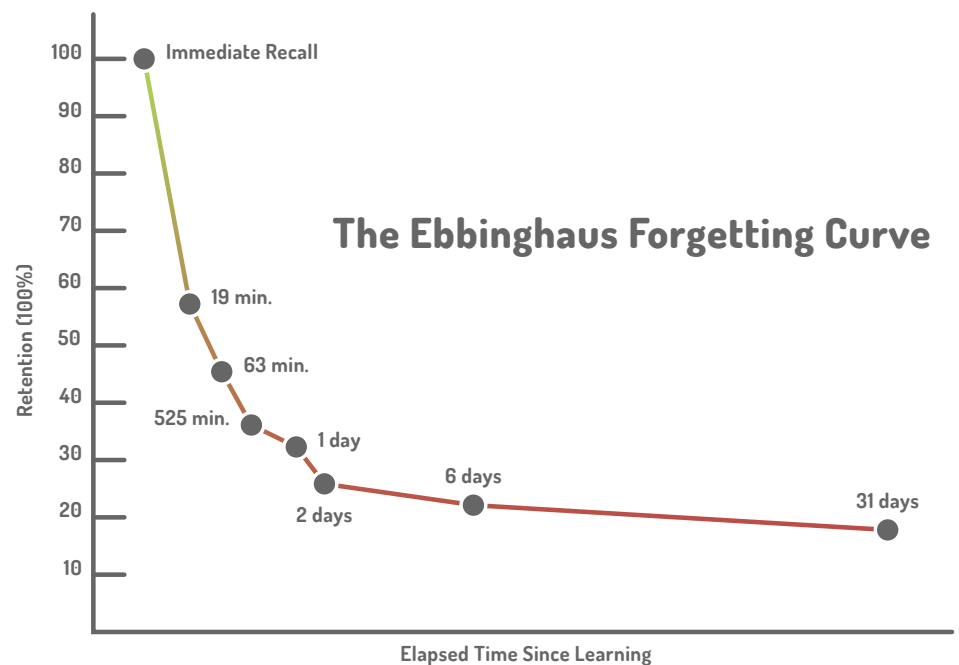 100
Immediate Recall
90
80
70
The Ebbinghaus Forgetting Curve
60
19 min.
50
63 min.
40
525 min.
1 day
30
6 days
31 days
20
2 days
10
Retention (100%)
Elapsed Time Since Learning